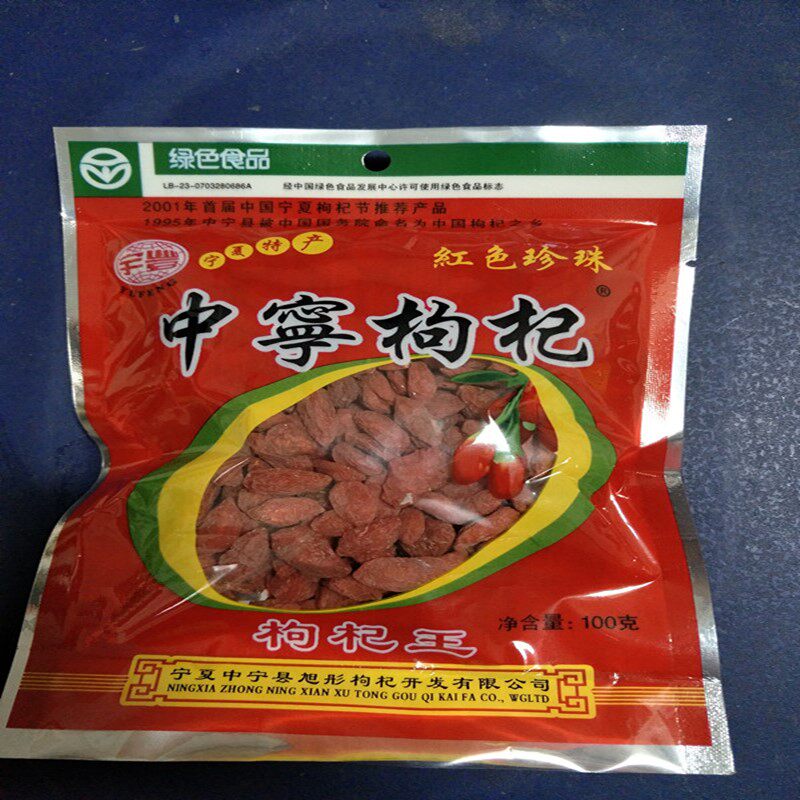 绿色食品
LB-23-0703280686A 经中国绿色食品发展中心许可使用绿色食品标志
2001年首届中国宁夏枸杞节推荐产品
1995年中宁县被中国国务院命名为中国枸杞之乡
宁夏特产
紅色珍珠
中寧枸杞®
枸杞王
净含量: 100克
宁夏中宁县旭彤枸杞开发有限公司
NINGXIA ZHONG NING XIAN XU TONG GOU QI KAI FA CO., WGLTD